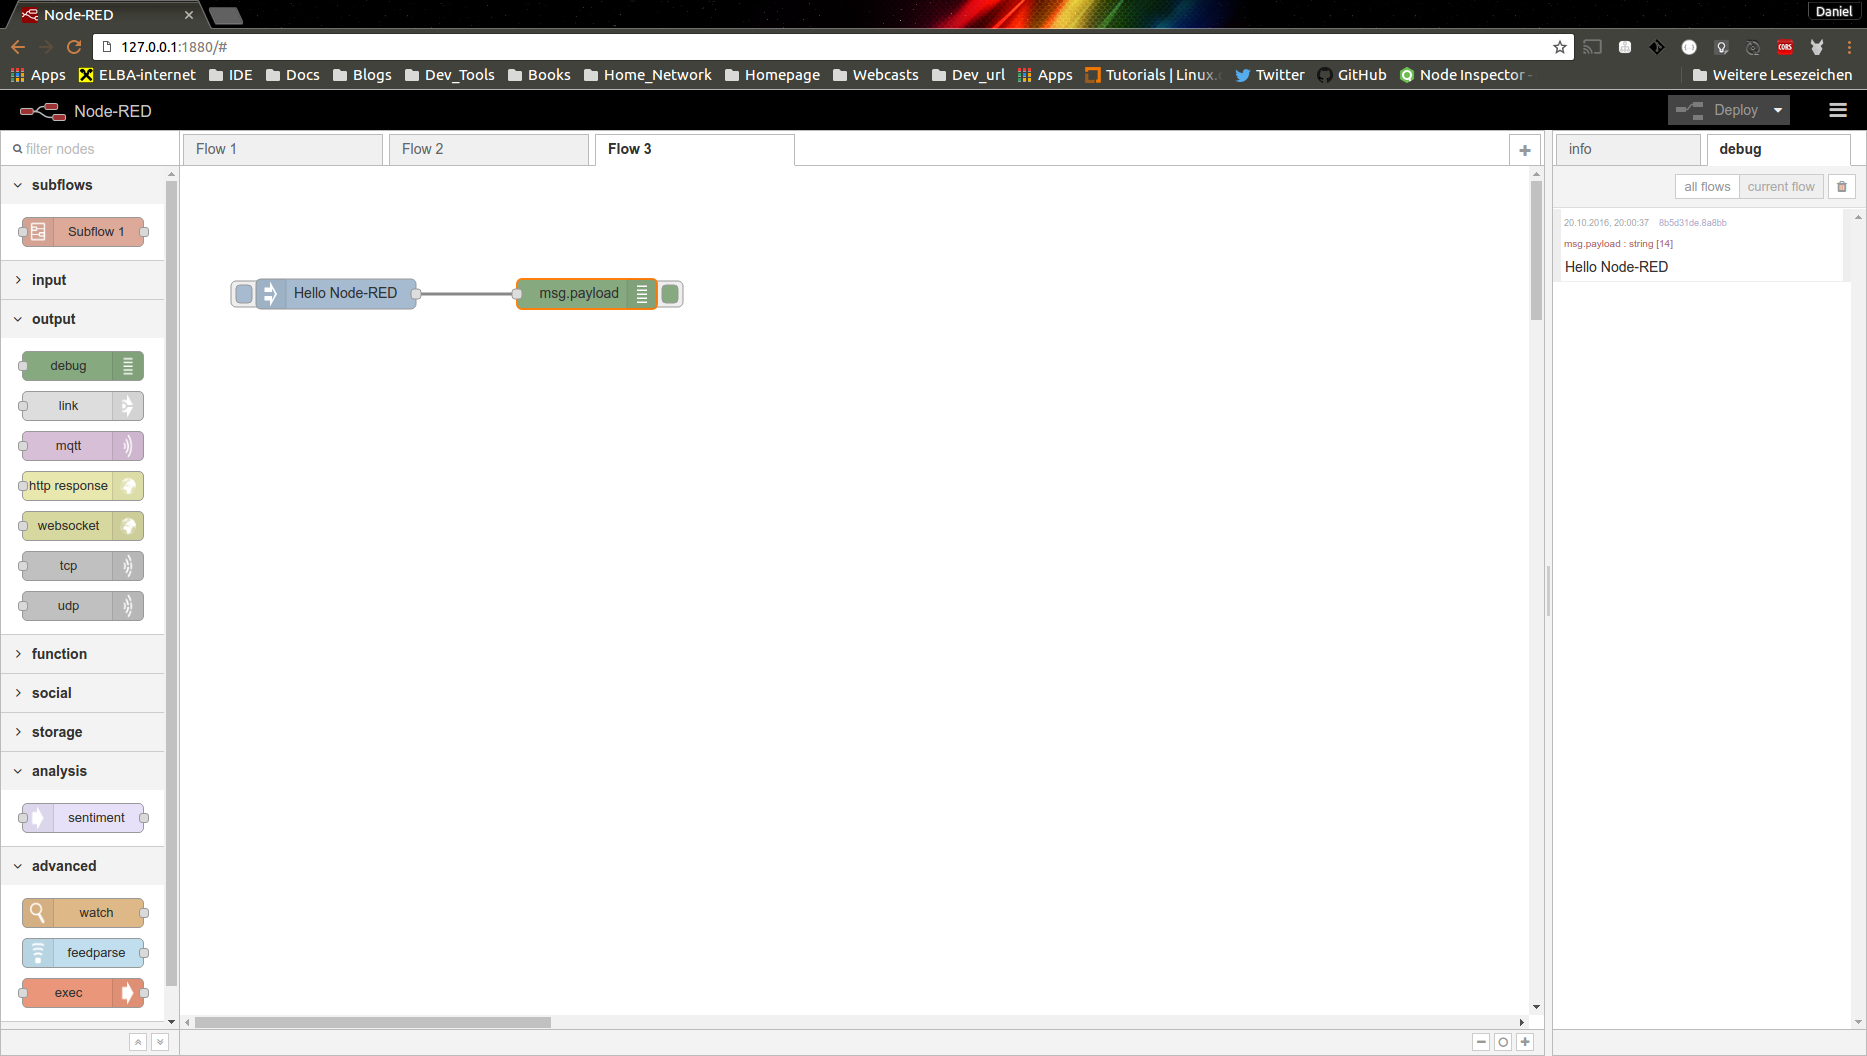 Node-RED
Daniel
127.0.0.1:1880/#
CORS
Apps ELBA-internet IDE Docs Blogs Dev_Tools Books Home_Network Homepage Webcasts Dev_url Apps Tutorials | Linux. Twitter GitHub Node Inspector - Weitere Lesezeichen
Node-RED
Deploy
filter nodes
Flow 1
Flow 2
Flow 3
info
debug
all flows
current flow
subflows
Subflow 1
input
output
debug
link
mqtt
http response
websocket
tcp
udp
function
social
storage
analysis
sentiment
advanced
watch
feedparse
exec
Hello Node-RED
msg.payload
20.10.2016, 20:00:37 8b5d31de.8a8bb
msg.payload : string [14]
Hello Node-RED